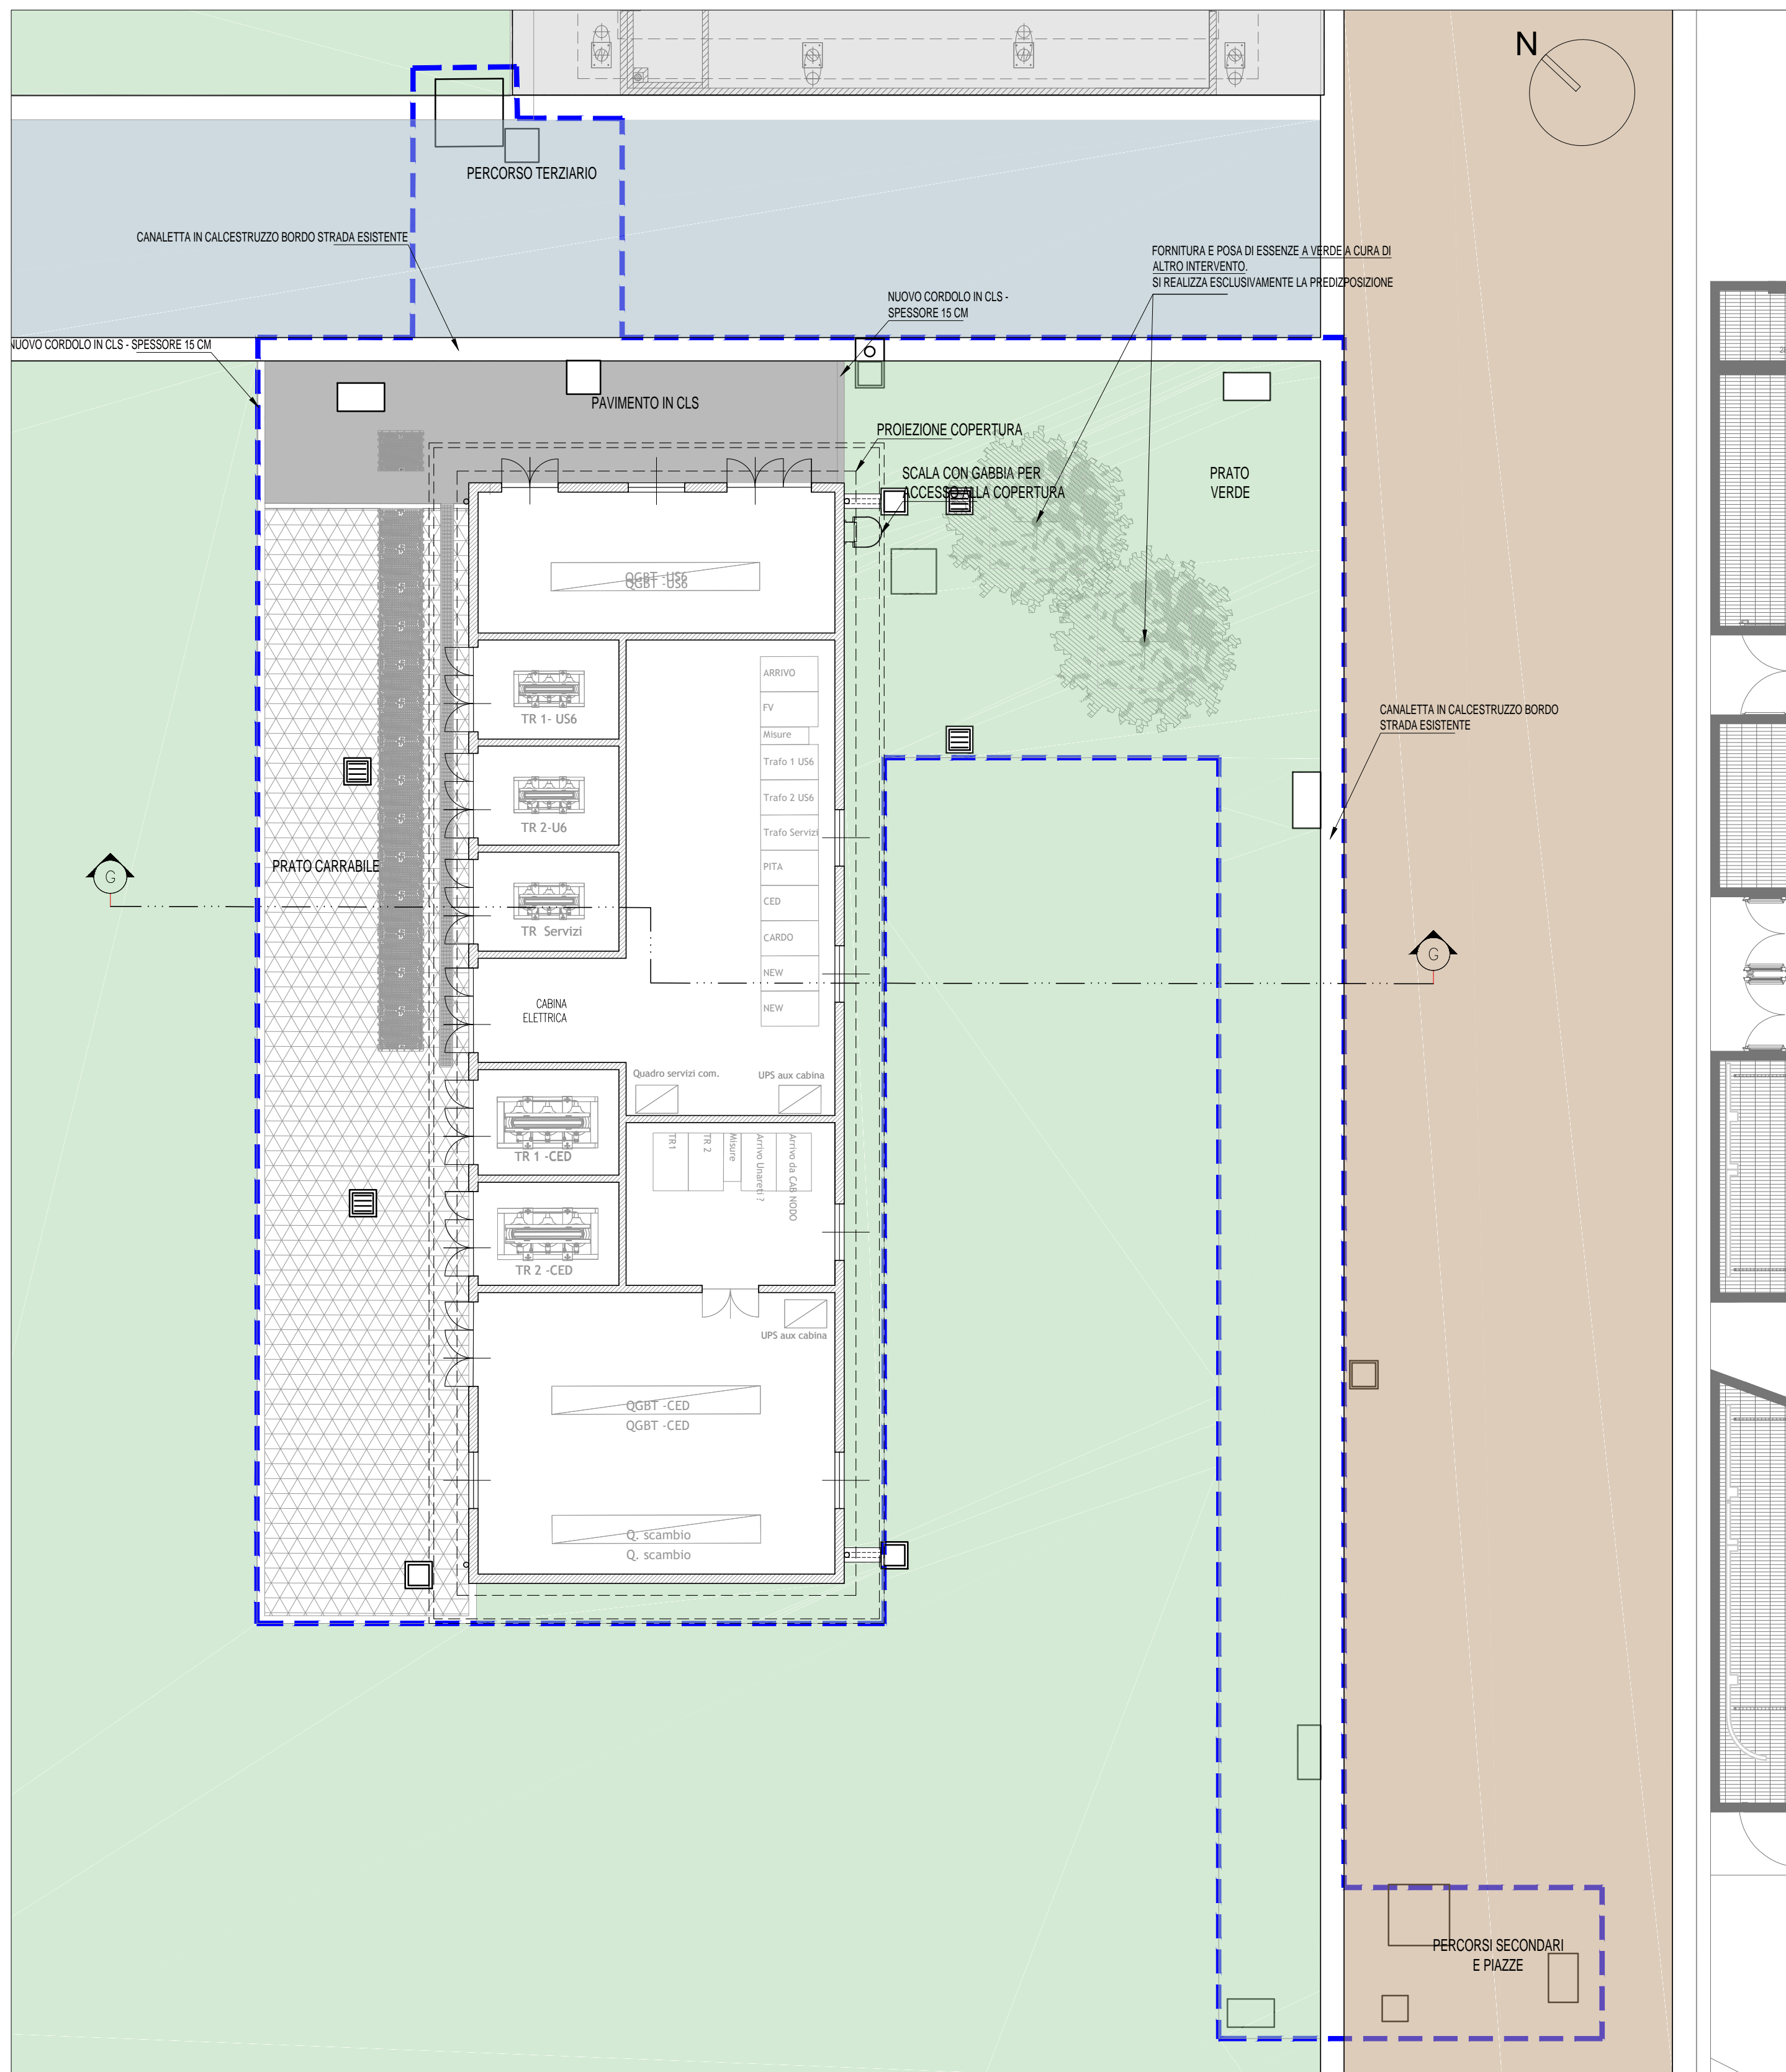 N
PERCORSO TERZIARIO
CANALETTA IN CALCESTRUZZO BORDO STRADA ESISTENTE
FORNITURA E POSA DI ESSENZE A VERDE A CURA DI
ALTRO INTERVENTO.
SI REALIZZA ESCLUSIVAMENTE LA PREDIZPOSIZIONE
NUOVO CORDOLO IN CLS -
SPESSORE 15 CM
NUOVO CORDOLO IN CLS - SPESSORE 15 CM
PAVIMENTO IN CLS
PROIEZIONE COPERTURA
SCALA CON GABBIA PER
ACCESSO ALLA COPERTURA
PRATO
VERDE
QGBT -US6
QGBT -US6
ARRIVO
FV
Misure
Trafo 1 US6
Trafo 2 US6
Trafo Servizi
PITA
CED
CARDO
NEW
NEW
TR 1- US6
TR 2-U6
TR Servizi
CANALETTA IN CALCESTRUZZO BORDO
STRADA ESISTENTE
PRATO CARRABILE
G
G
CABINA
ELETTRICA
Quadro servizi com.
UPS aux cabina
TR 1 -CED
TR1
TR 2
Misure
Arrivo Unareti ?
Arrivo da CAB NODO
TR 2 -CED
UPS aux cabina
QGBT -CED
QGBT -CED
Q. scambio
Q. scambio
PERCORSI SECONDARI
E PIAZZE